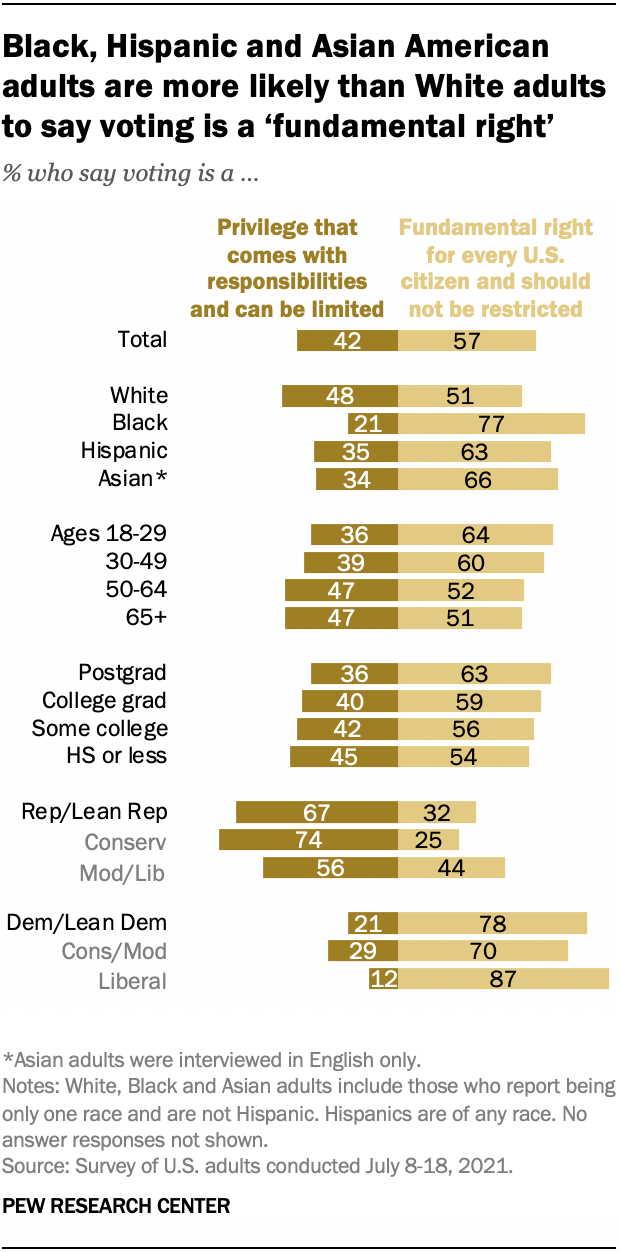 Black, Hispanic and Asian American
adults are more likely than White adults
to say voting is a ‘fundamental right’
% who say voting is a ...
Privilege that
comes with
responsibilities
and can be limited
Fundamental right
for every U.S.
citizen and should
not be restricted
Total 42 57
White 48 51
Black 21 77
Hispanic 35 63
Asian* 34 66
Ages 18-29 36 64
30-49 39 60
50-64 47 52
65+ 47 51
Postgrad 36 63
College grad 40 59
Some college 42 56
HS or less 45 54
Rep/Lean Rep 67 32
Conserv 74 25
Mod/Lib 56 44
Dem/Lean Dem 21 78
Cons/Mod 29 70
Liberal 12 87
*Asian adults were interviewed in English only.
Notes: White, Black and Asian adults include those who report being
only one race and are not Hispanic. Hispanics are of any race. No
answer responses not shown.
Source: Survey of U.S. adults conducted July 8-18, 2021.
PEW RESEARCH CENTER